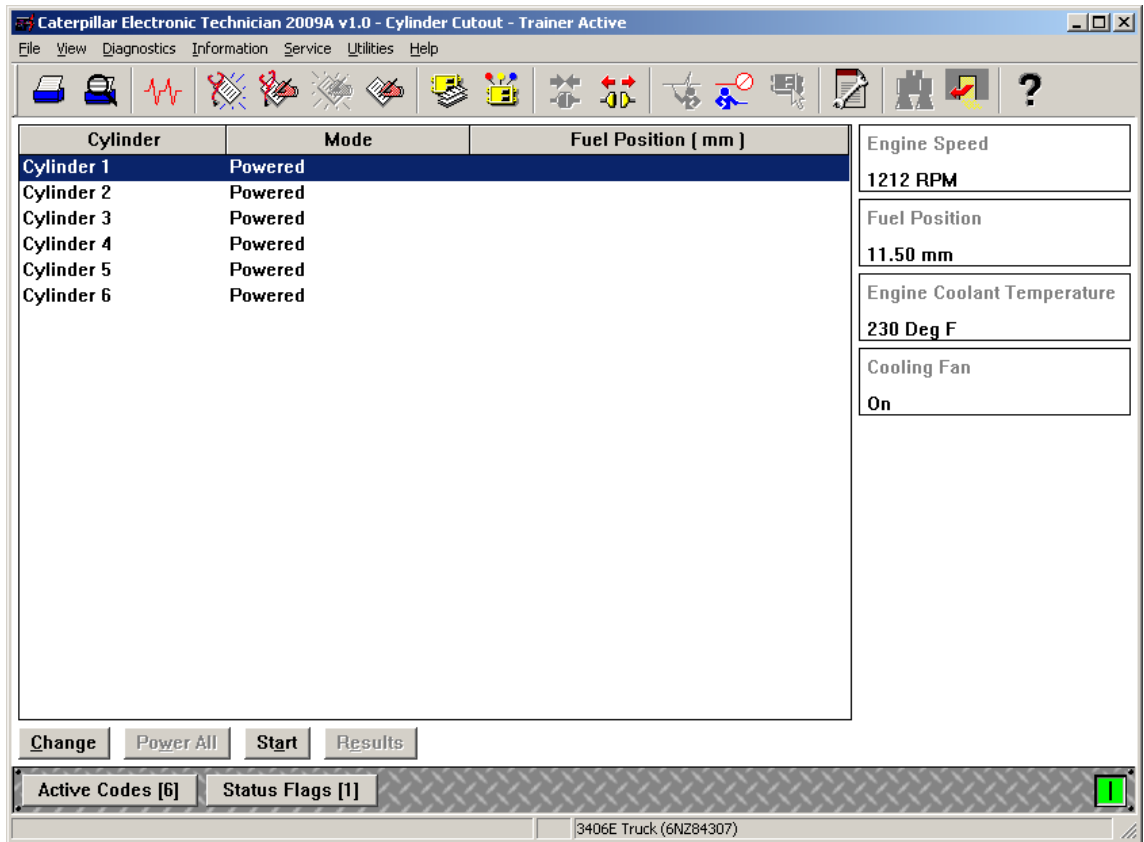 Caterpillar Electronic Technician 2009A v1.0 - Cylinder Cutout - Trainer Active
File View Diagnostics Information Service Utilities Help
?
Cylinder Mode Fuel Position ( mm )
Cylinder 1 Powered
Cylinder 2 Powered
Cylinder 3 Powered
Cylinder 4 Powered
Cylinder 5 Powered
Cylinder 6 Powered
Engine Speed
1212 RPM
Fuel Position
11.50 mm
Engine Coolant Temperature
230 Deg F
Cooling Fan
On
Change Power All Start Results
Active Codes [6] Status Flags [1]
3406E Truck (6NZ84307)